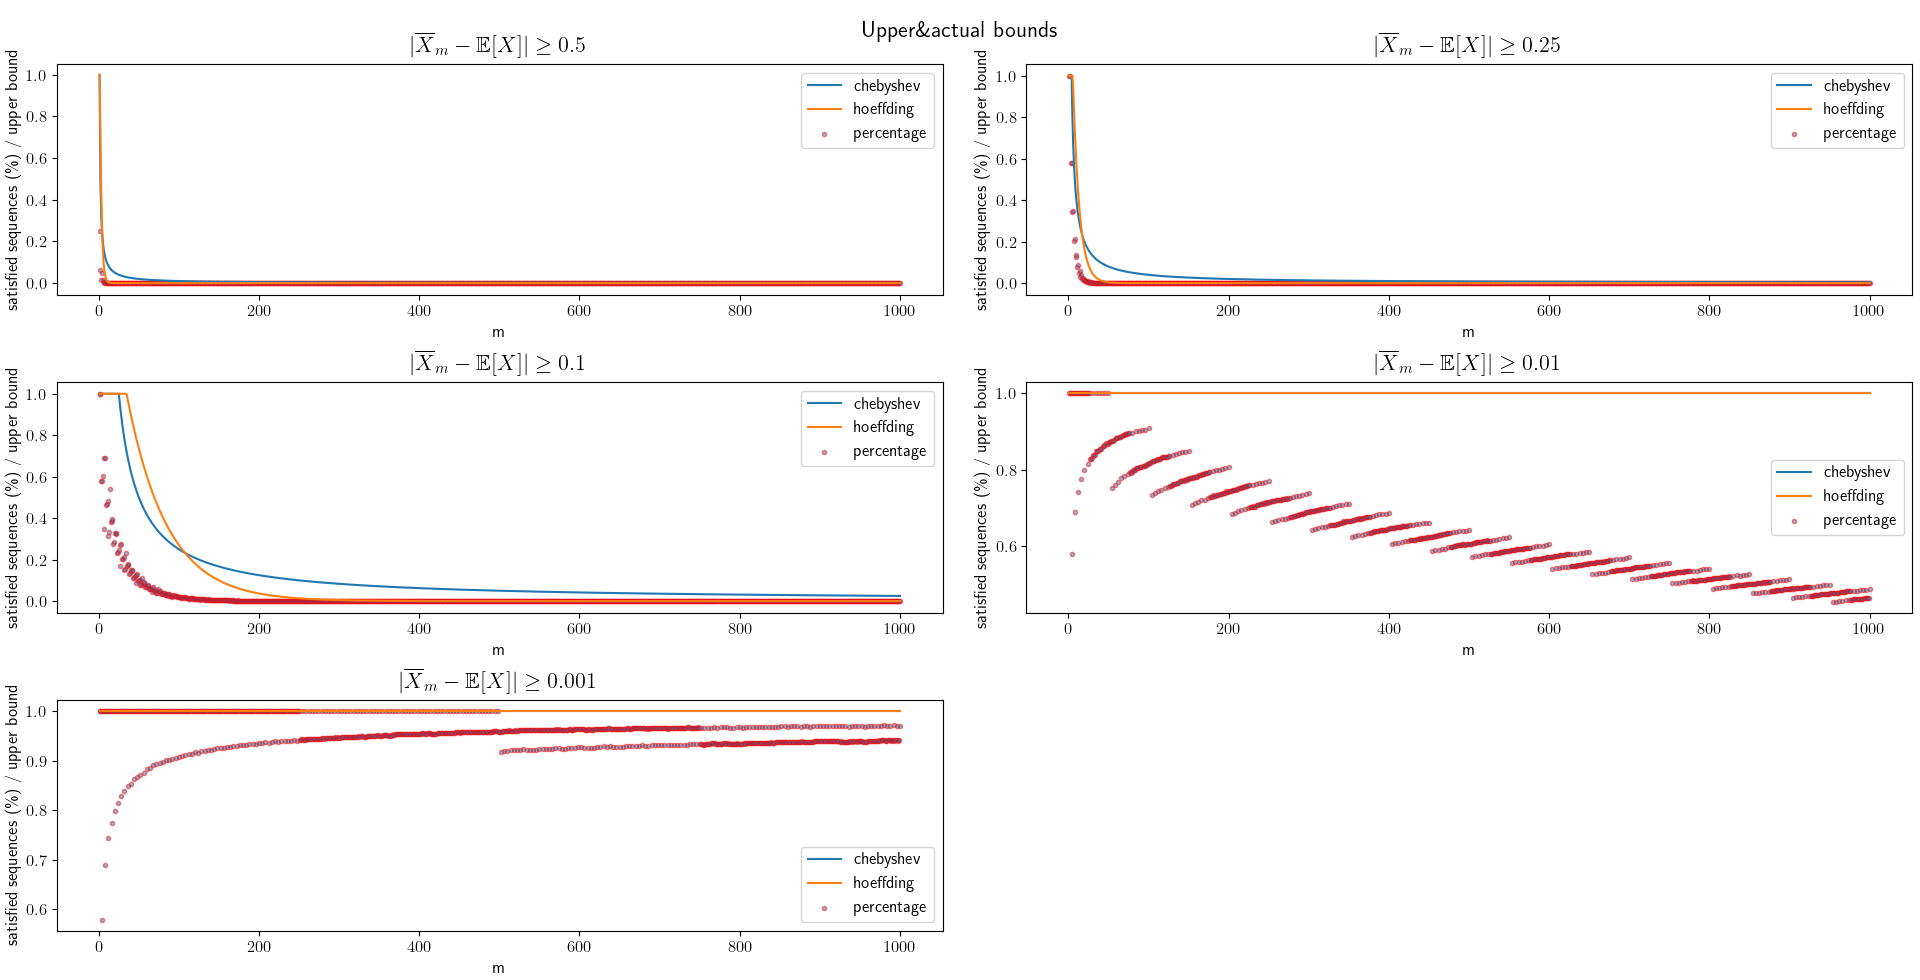 Upper&actual bounds
|X̅ₘ − 𝔼[X]| ≥ 0.5
satisfied sequences (%) / upper bound
1.0
0.8
0.6
0.4
0.2
0.0
chebyshev
hoeffding
percentage
0 200 400 600 800 1000
m
|X̅ₘ − 𝔼[X]| ≥ 0.25
satisfied sequences (%) / upper bound
1.0
0.8
0.6
0.4
0.2
0.0
chebyshev
hoeffding
percentage
0 200 400 600 800 1000
m
|X̅ₘ − 𝔼[X]| ≥ 0.1
satisfied sequences (%) / upper bound
1.0
0.8
0.6
0.4
0.2
0.0
chebyshev
hoeffding
percentage
0 200 400 600 800 1000
m
|X̅ₘ − 𝔼[X]| ≥ 0.01
satisfied sequences (%) / upper bound
1.0
0.8
0.6
chebyshev
hoeffding
percentage
0 200 400 600 800 1000
m
|X̅ₘ − 𝔼[X]| ≥ 0.001
satisfied sequences (%) / upper bound
1.0
0.9
0.8
0.7
0.6
chebyshev
hoeffding
percentage
0 200 400 600 800 1000
m